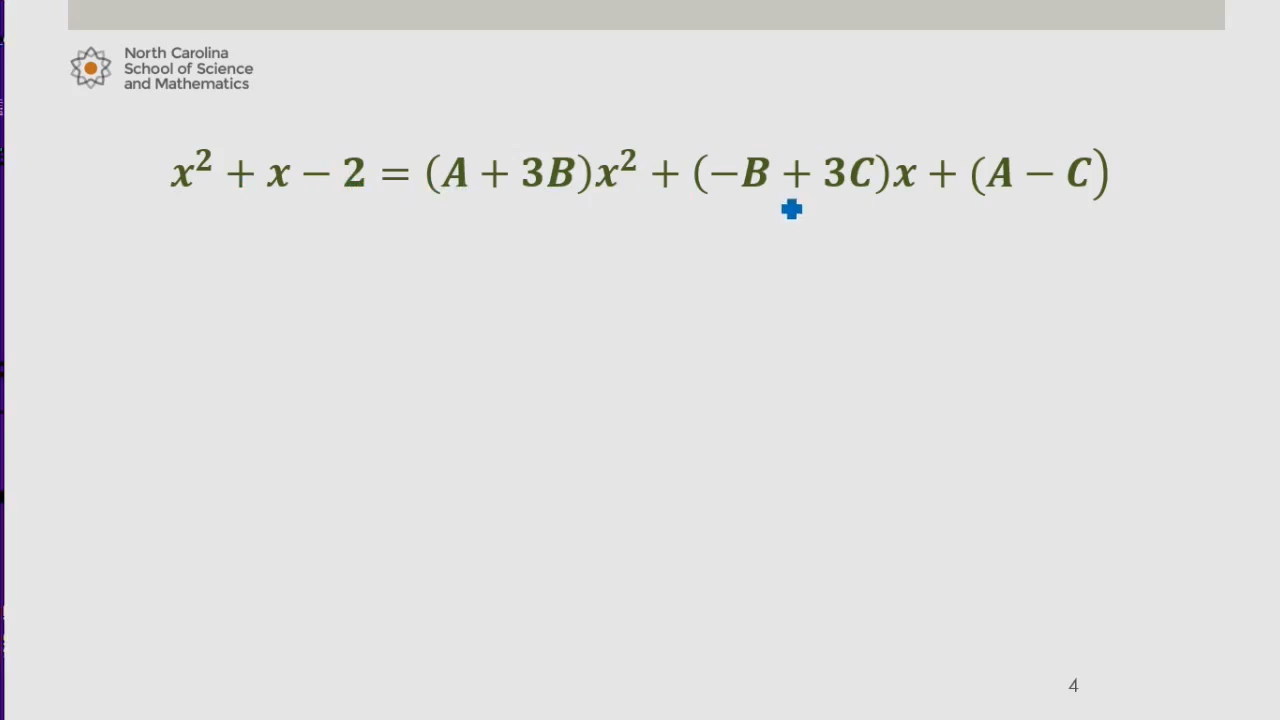 North Carolina
School of Science
and Mathematics
x² + x − 2 = (A + 3B)x² + (−B + 3C)x + (A − C)
4